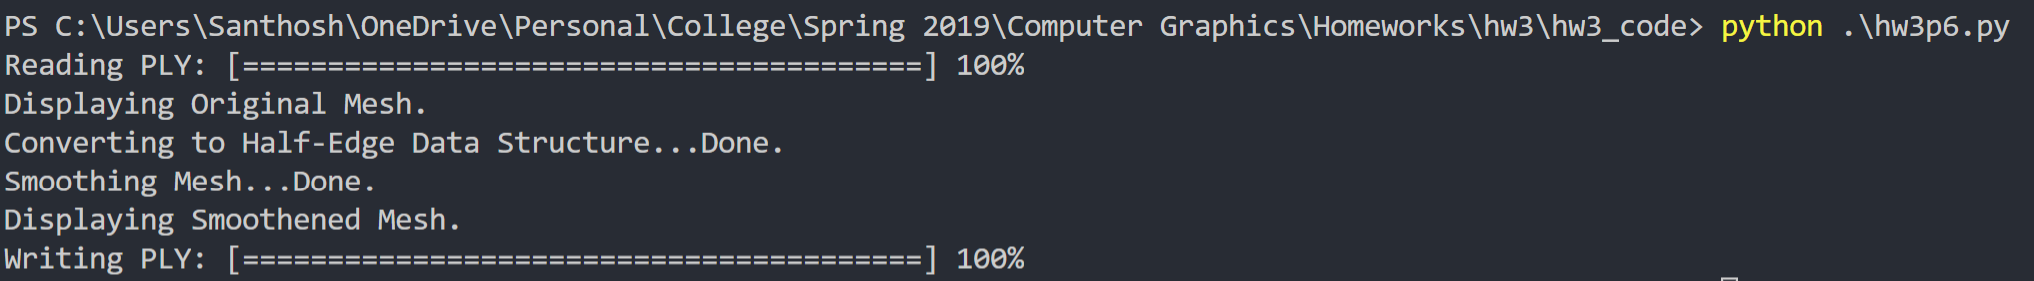 PS C:\Users\Santhosh\OneDrive\Personal\College\Spring 2019\Computer Graphics\Homeworks\hw3\hw3_code> python .\hw3p6.py
Reading PLY: [========================================] 100%
Displaying Original Mesh.
Converting to Half-Edge Data Structure...Done.
Smoothing Mesh...Done.
Displaying Smoothened Mesh.
Writing PLY: [========================================] 100%